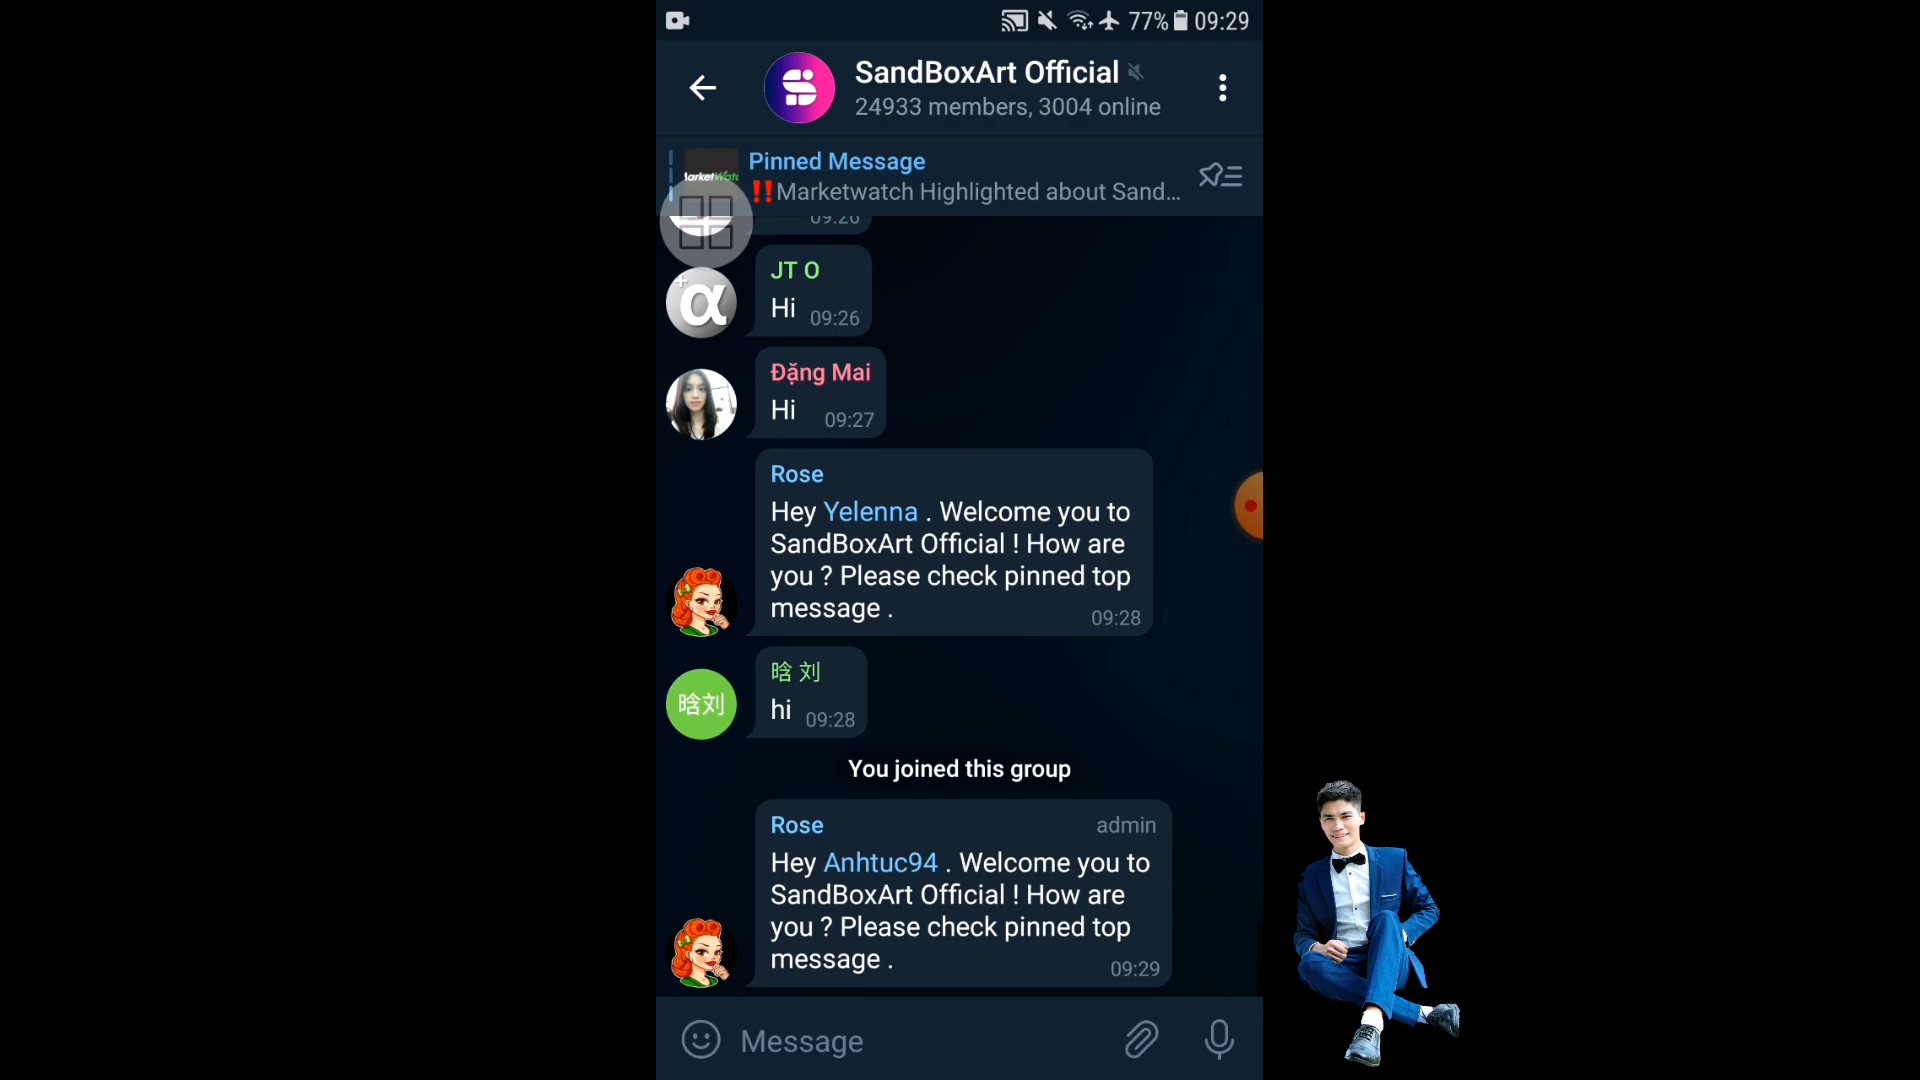 77% 09:29
SandBoxArt Official
24933 members, 3004 online
Pinned Message
‼️Marketwatch Highlighted about Sand...
09:26
JT O
α
Hi 09:26
Đặng Mai
Hi 09:27
Rose
Hey Yelenna . Welcome you to
SandBoxArt Official ! How are
you ? Please check pinned top
message .
09:28
晗 刘
晗刘
hi 09:28
You joined this group
Rose admin
Hey Anhtuc94 . Welcome you to
SandBoxArt Official ! How are
you ? Please check pinned top
message .
09:29
Message